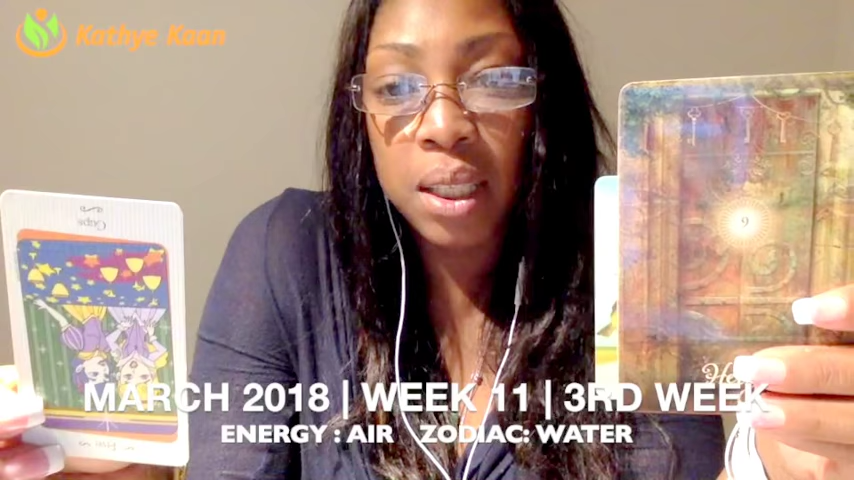 Kathye Kaan
Cups
9
MARCH 2018 | WEEK 11 | 3RD WEEK
ENERGY : AIR ZODIAC: WATER